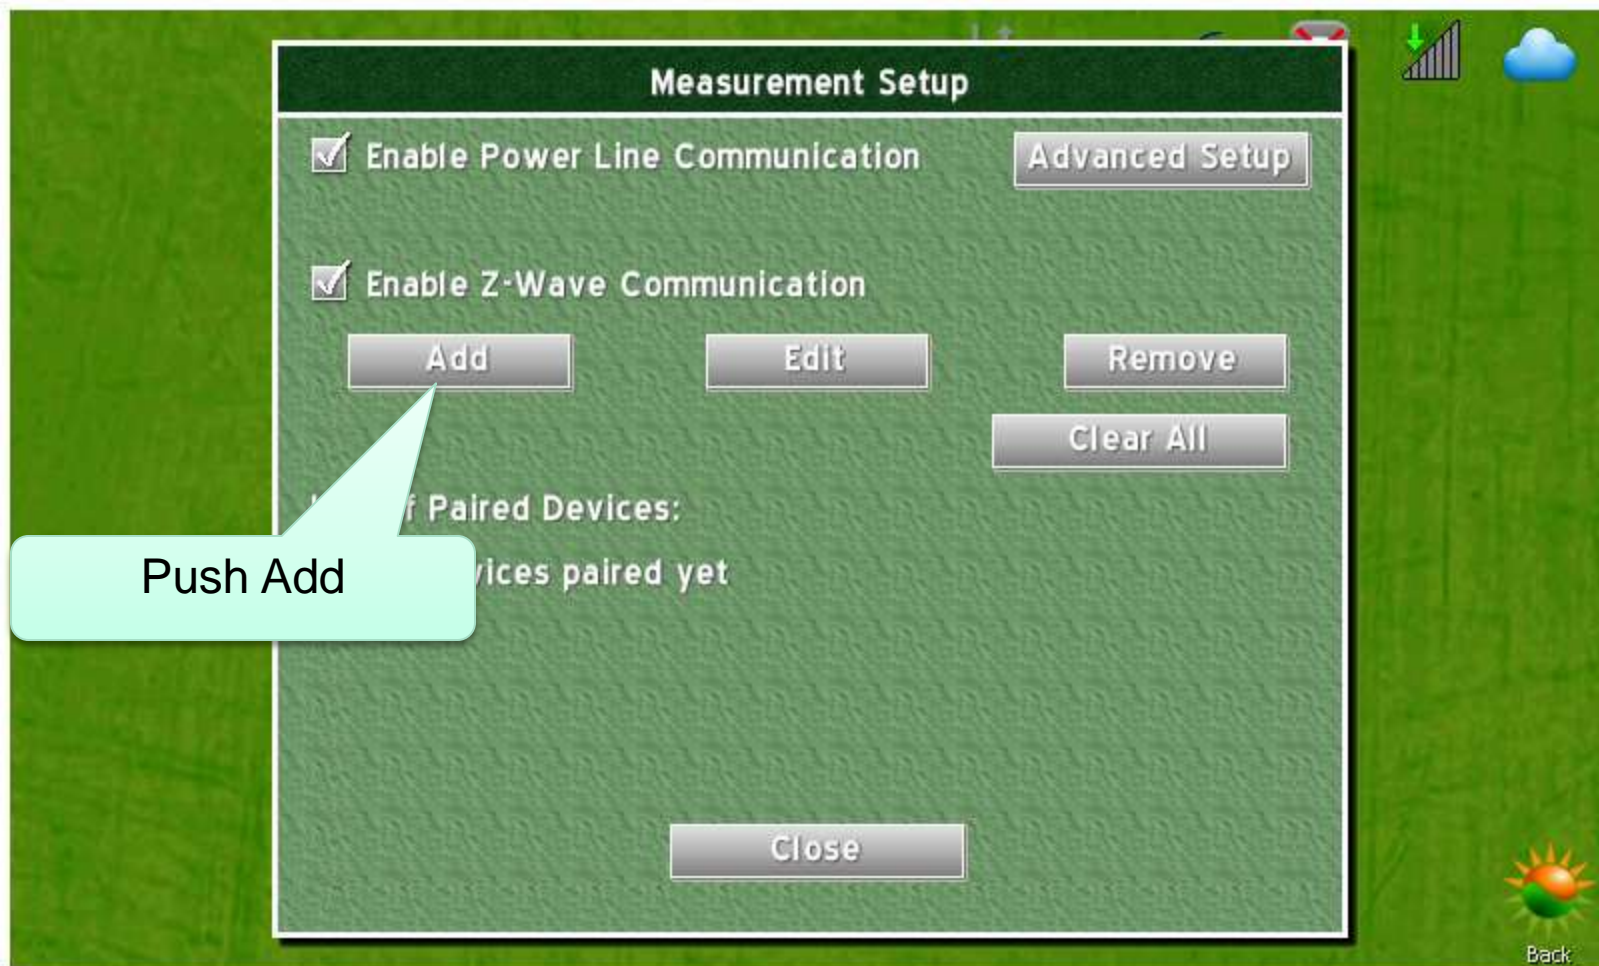 Measurement Setup
Enable Power Line Communication
Advanced Setup
Enable Z-Wave Communication
Add
Edit
Remove
Clear All
Paired Devices:
Push Add
paired yet
Close
Back